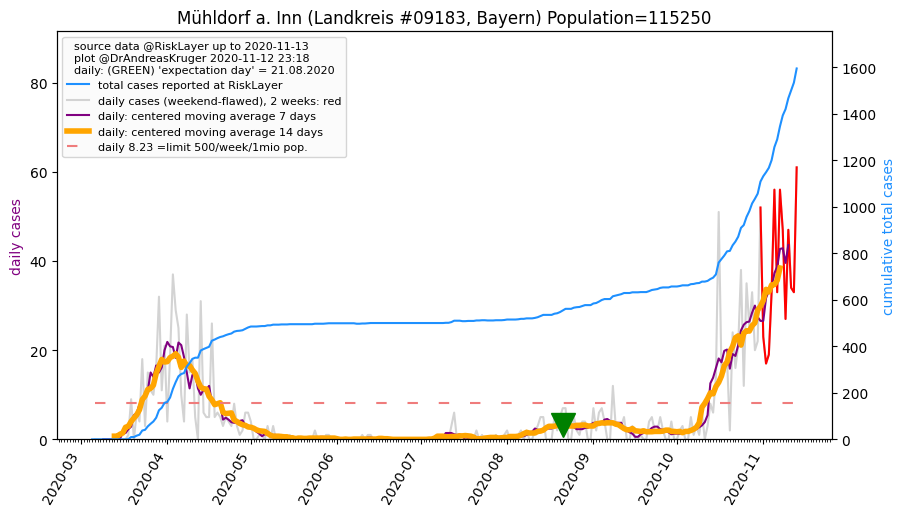 Mühldorf a. Inn (Landkreis #09183, Bayern) Population=115250
source data @RiskLayer up to 2020-11-13
plot @DrAndreasKruger 2020-11-12 23:18
daily: (GREEN) 'expectation day' = 21.08.2020
total cases reported at RiskLayer
daily cases (weekend-flawed), 2 weeks: red
daily: centered moving average 7 days
daily: centered moving average 14 days
daily 8.23 =limit 500/week/1mio pop.
daily cases
80
60
40
20
0
cumulative total cases
1600
1400
1200
1000
800
600
400
200
0
2020-03
2020-04
2020-05
2020-06
2020-07
2020-08
2020-09
2020-10
2020-11